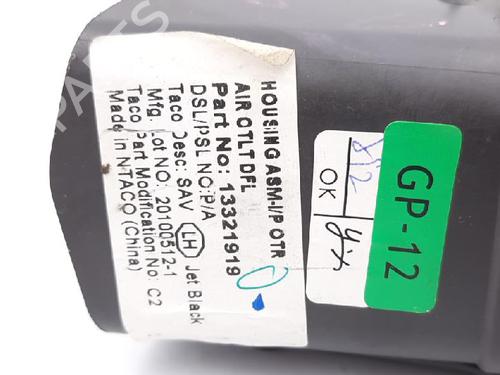 HOUSING ASM-I/P OTR
AIR OTLT DFL
Part No: 13321919
DSL/PSL NO:P/A
Taco Desc: SAV LH Jet Black
Mfg. Lot NO. 20100512-1
Taco Part Modification No. C2
Made in NTACO (China)
OK
GP-12